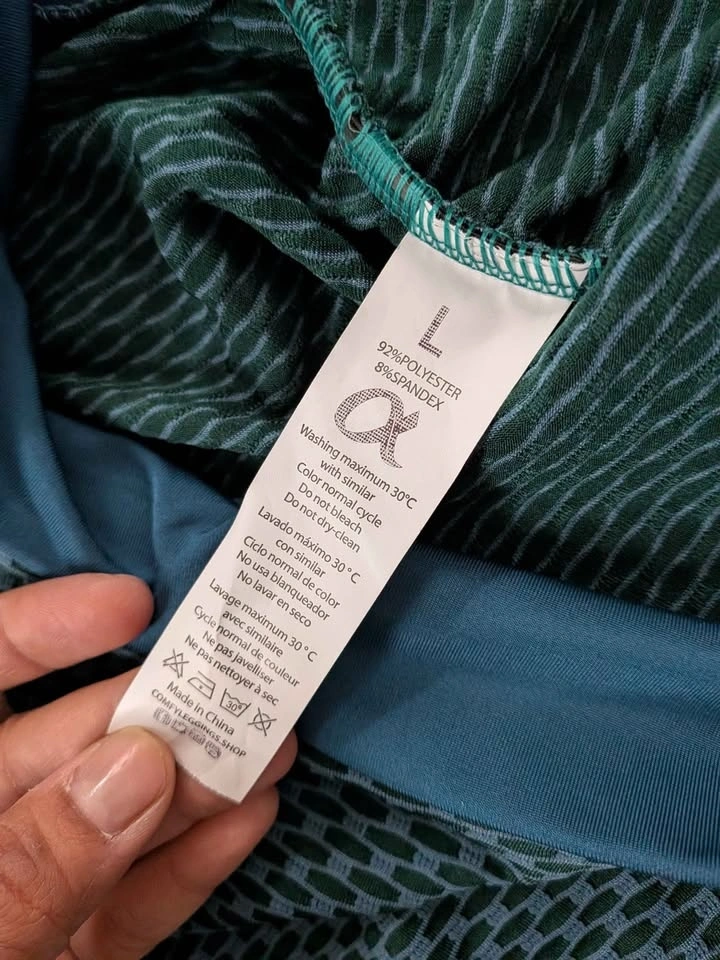 L
92%POLYESTER
8%SPANDEX
Washing maximum 30°C
with similar
Color normal cycle
Do not bleach
Do not dry-clean
Lavado máximo 30 °C
con similar
Ciclo normal de color
No usa blanqueador
No lavar en seco
Lavage maximum 30 °C
avec similaire
Cycle normal de couleur
Ne pas javelliser
Ne pas nettoyer à sec
30°
Made in China
COMFYLEGGINGS.SHOP